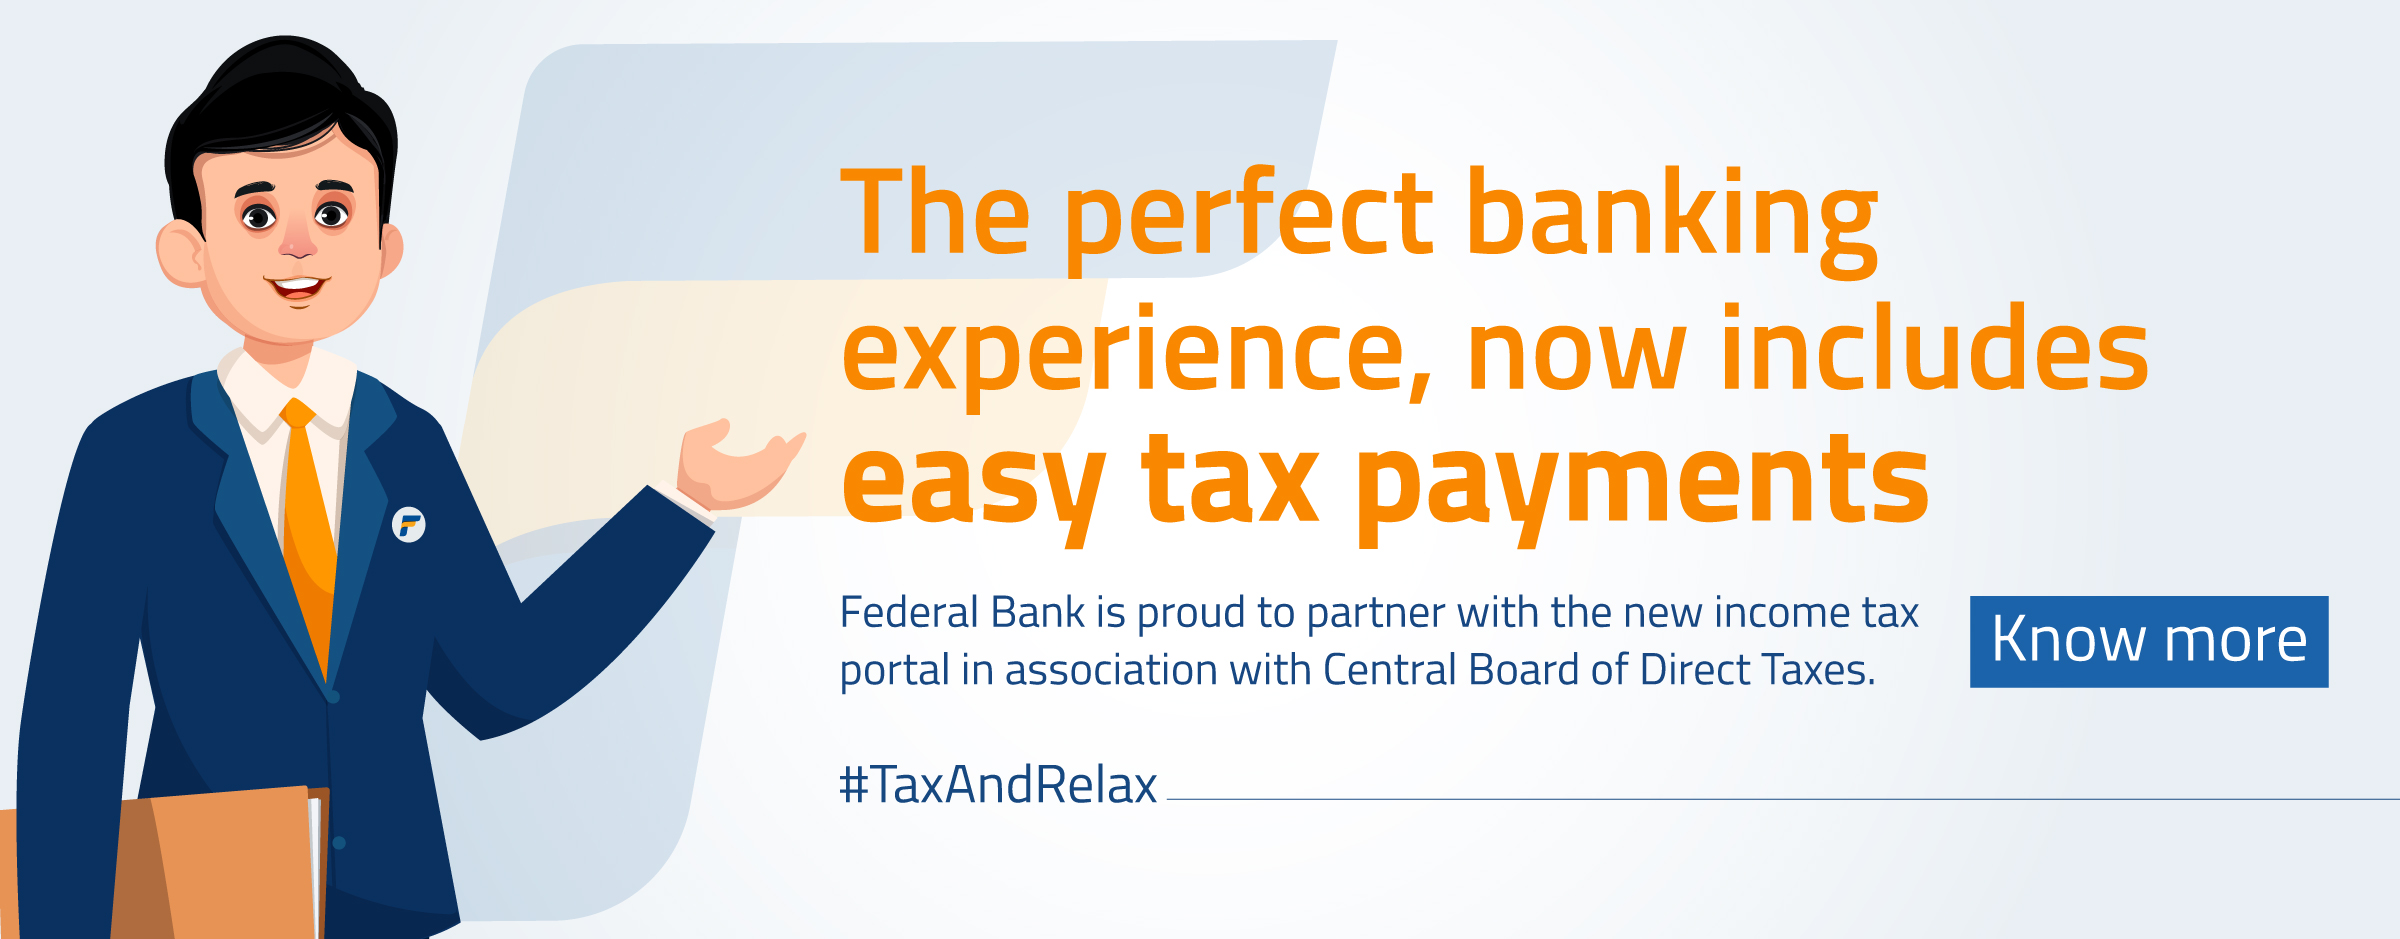 The perfect banking
experience, now includes
easy tax payments
Federal Bank is proud to partner with the new income tax
portal in association with Central Board of Direct Taxes.
Know more
#TaxAndRelax